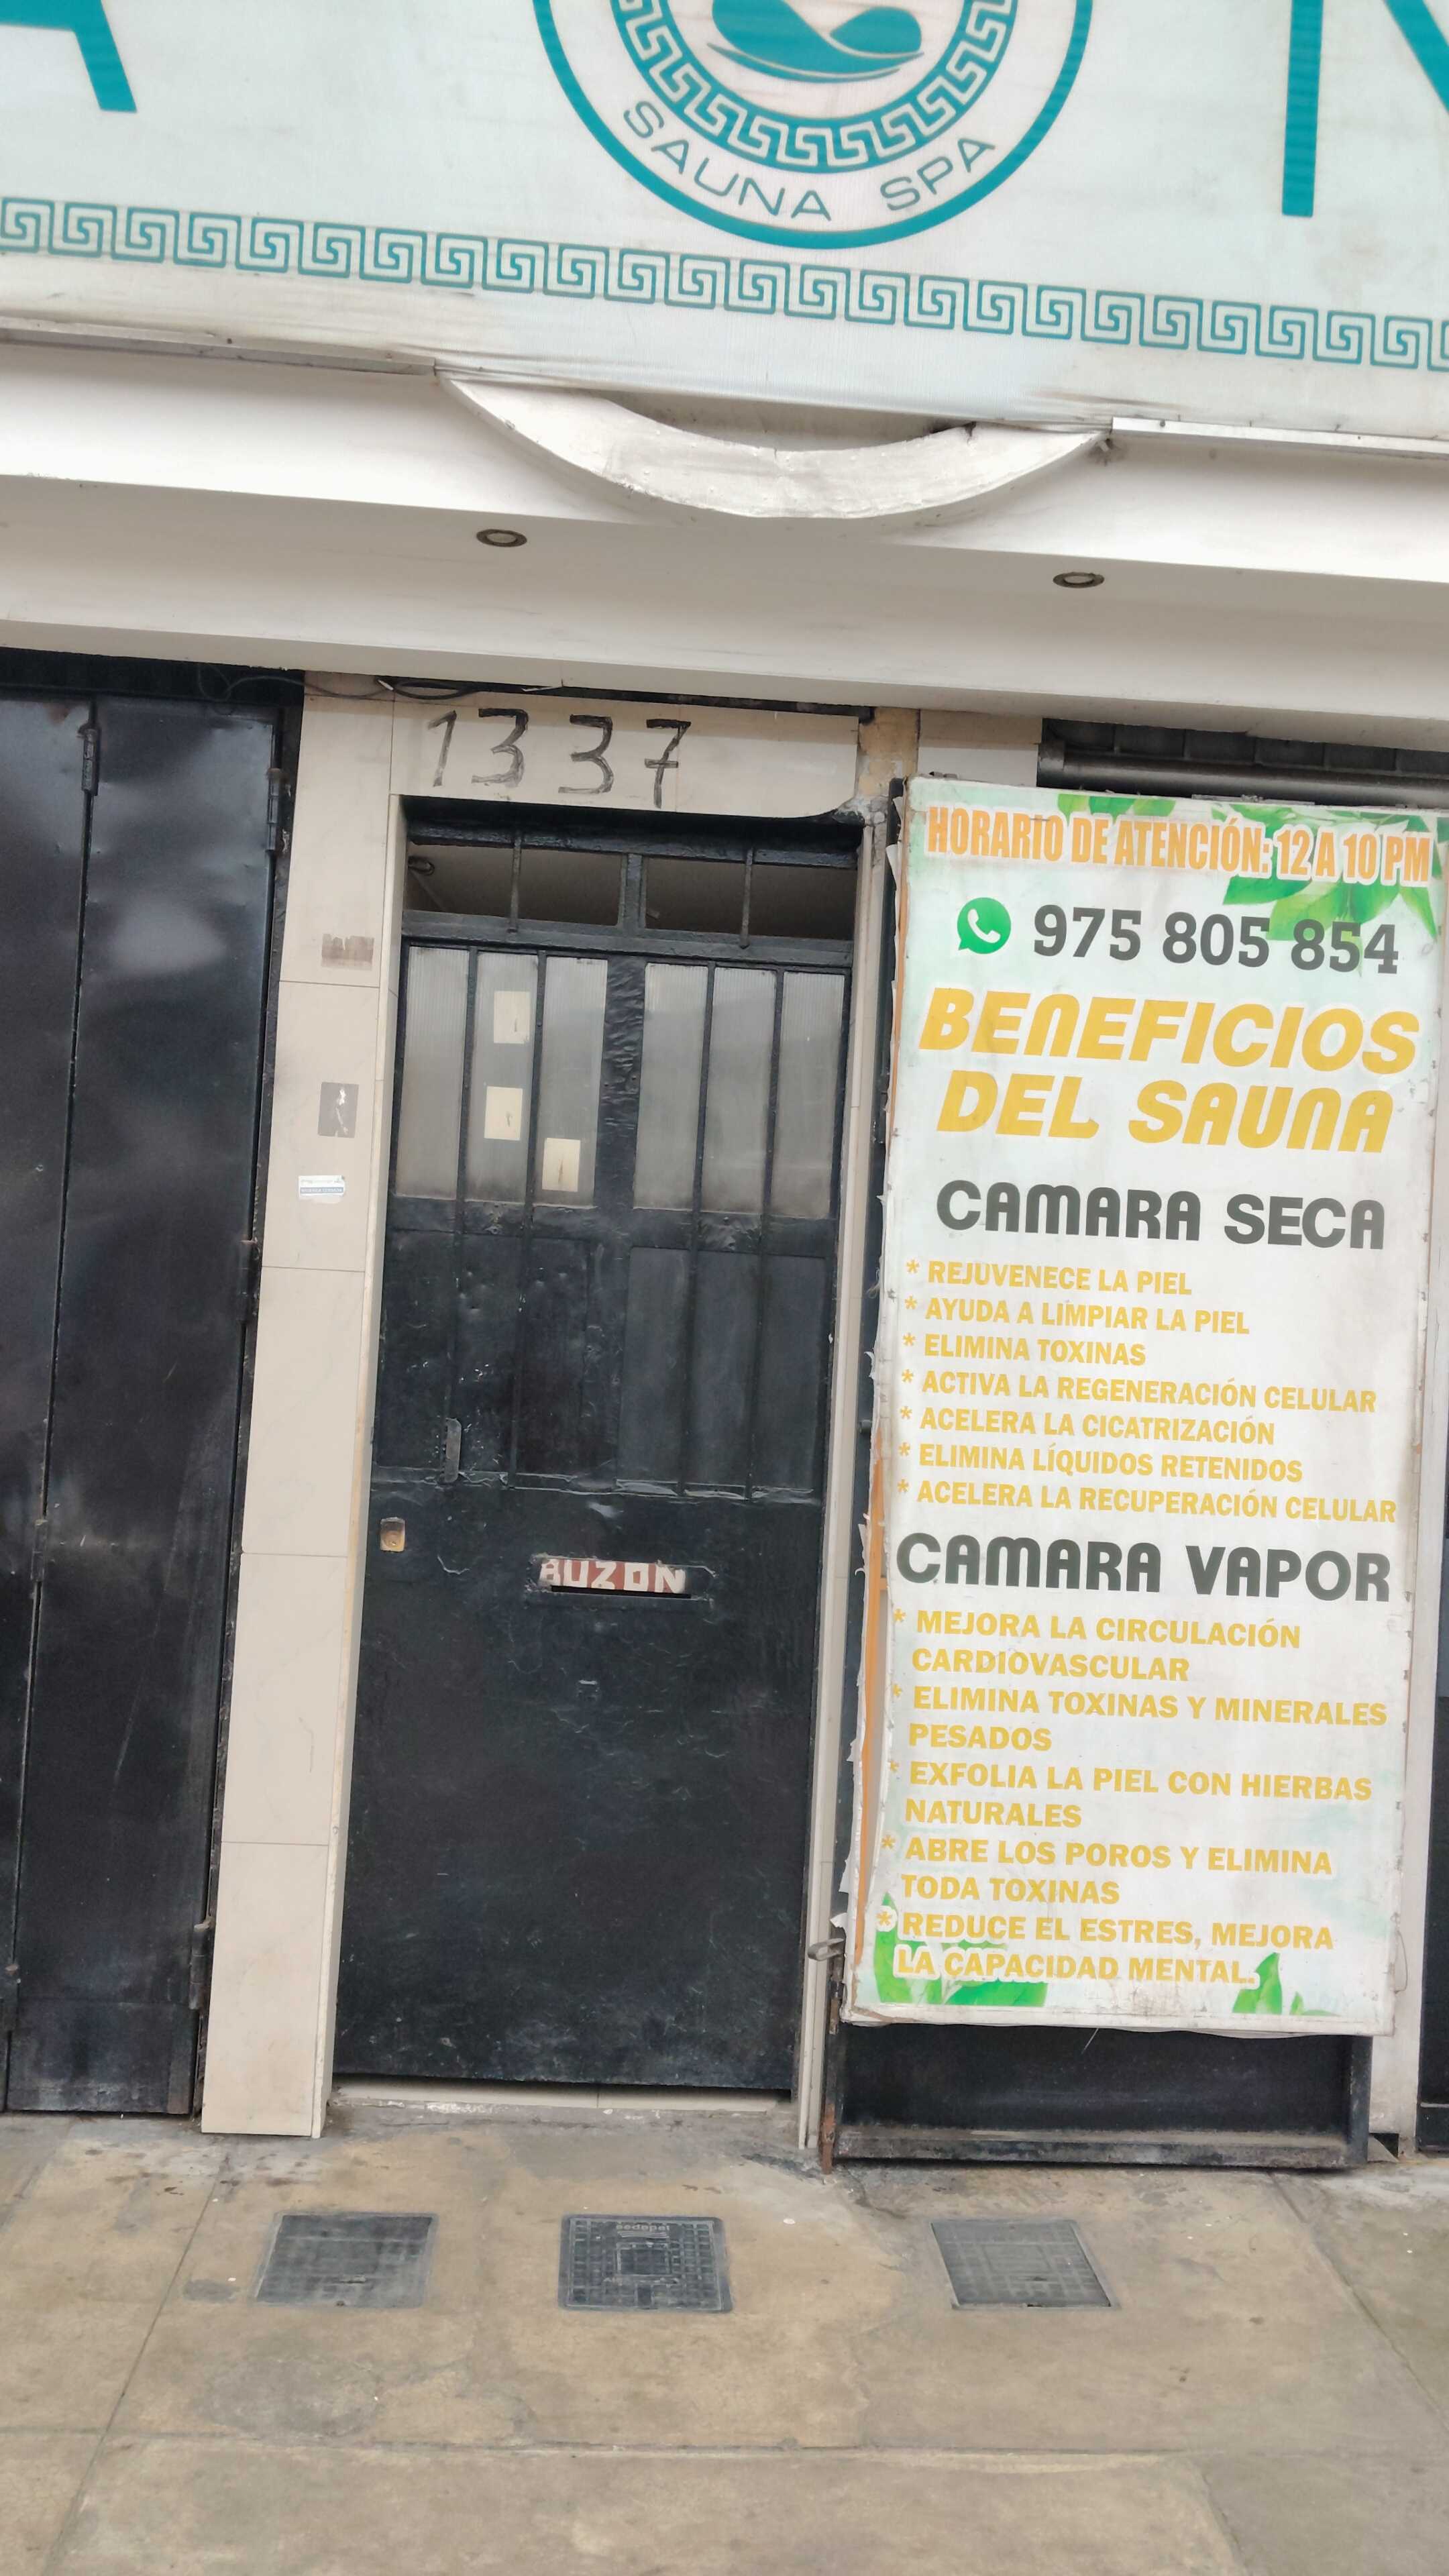 A
N
SAUNA SPA
1337
HORARIO DE ATENCIÓN: 12 A 10 PM
975 805 854
BENEFICIOS
DEL SAUNA
CAMARA SECA
* REJUVENECE LA PIEL
* AYUDA A LIMPIAR LA PIEL
* ELIMINA TOXINAS
* ACTIVA LA REGENERACIÓN CELULAR
* ACELERA LA CICATRIZACIÓN
* ELIMINA LÍQUIDOS RETENIDOS
* ACELERA LA RECUPERACIÓN CELULAR
BUZON
CAMARA VAPOR
* MEJORA LA CIRCULACIÓN
CARDIOVASCULAR
* ELIMINA TOXINAS Y MINERALES
PESADOS
* EXFOLIA LA PIEL CON HIERBAS
NATURALES
* ABRE LOS POROS Y ELIMINA
TODA TOXINAS
* REDUCE EL ESTRES, MEJORA
LA CAPACIDAD MENTAL.
sedapal